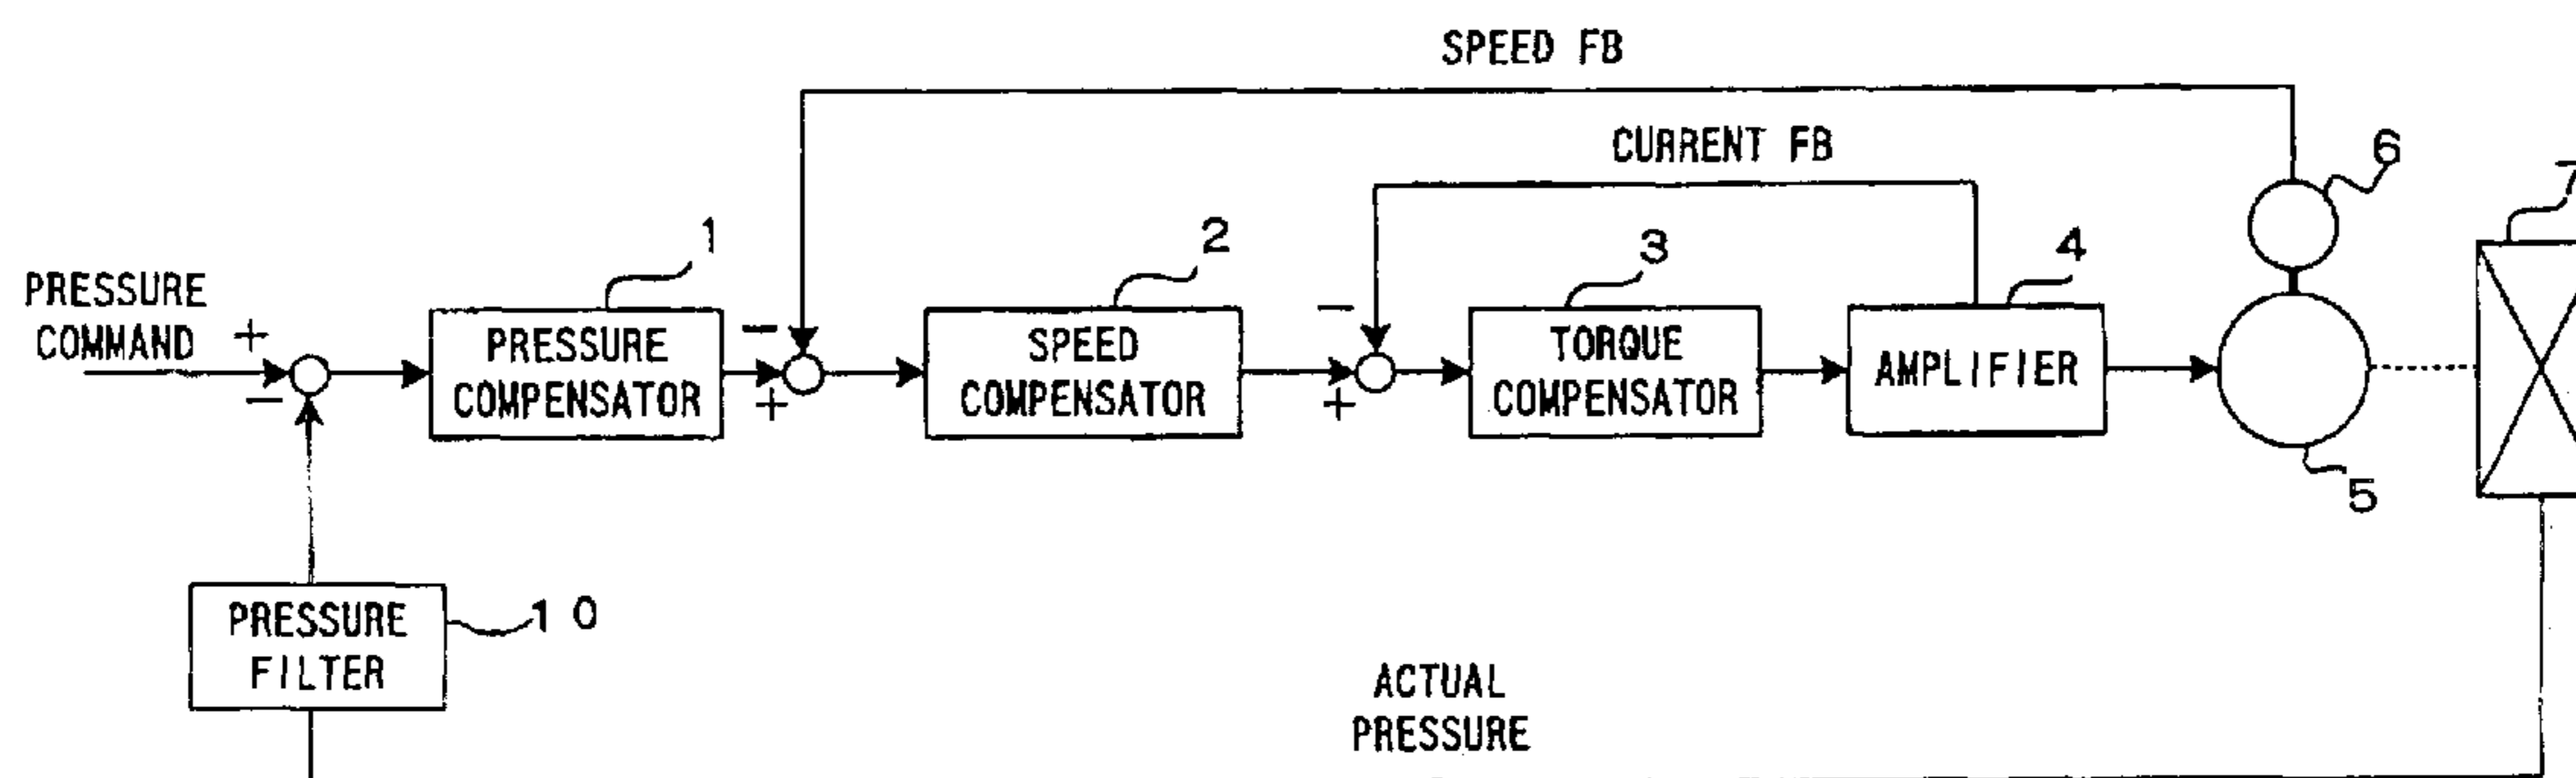 SPEED FB
CURRENT FB
6
1
2
3
4
PRESSURE
COMMAND
+
−
PRESSURE
COMPENSATOR
−
+
SPEED
COMPENSATOR
−
+
TORQUE
COMPENSATOR
AMPLIFIER
5
PRESSURE
FILTER
10
ACTUAL
PRESSURE